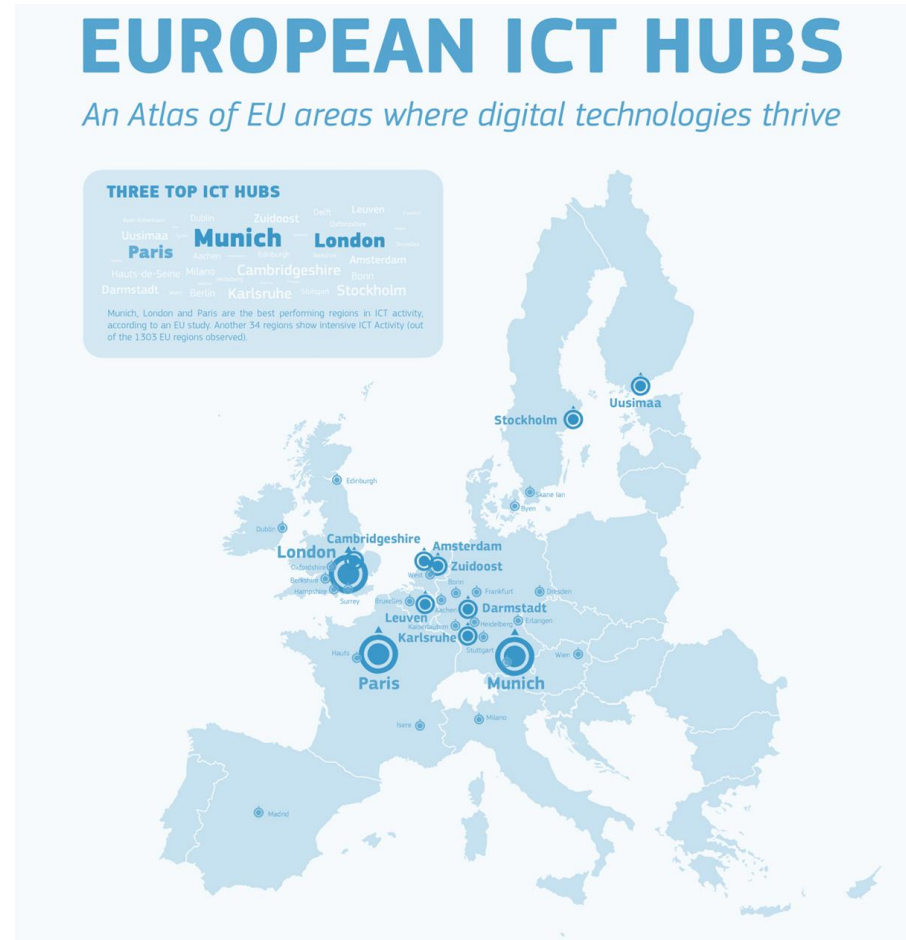 EUROPEAN ICT HUBS
An Atlas of EU areas where digital technologies thrive
THREE TOP ICT HUBS
Dublin
Zuidoost
Delft
Leuven
Uusimaa
Munich
London
Paris
Aachen
Edinburgh
Amsterdam
Hauts-de-Seine
Milano
Cambridgeshire
Bonn
Darmstadt
Berlin
Karlsruhe
Stuttgart
Stockholm
Munich, London and Paris are the best performing regions in ICT activity,
according to an EU study. Another 34 regions show intensive ICT Activity (out
of the 1303 EU regions observed).
Uusimaa
Stockholm
Edinburgh
Skane lan
Byen
Dublin
Cambridgeshire
London
Amsterdam
Oxfordshire
West
Zuidoost
Berkshire
Bonn
Hampshire
Frankfurt
Dresden
Surrey
Bruxelles
Aachen
Darmstadt
Leuven
Heidelberg
Erlangen
Karlsruhe
Stuttgart
Hauts
Wien
Paris
Munich
Isere
Milano
Madrid